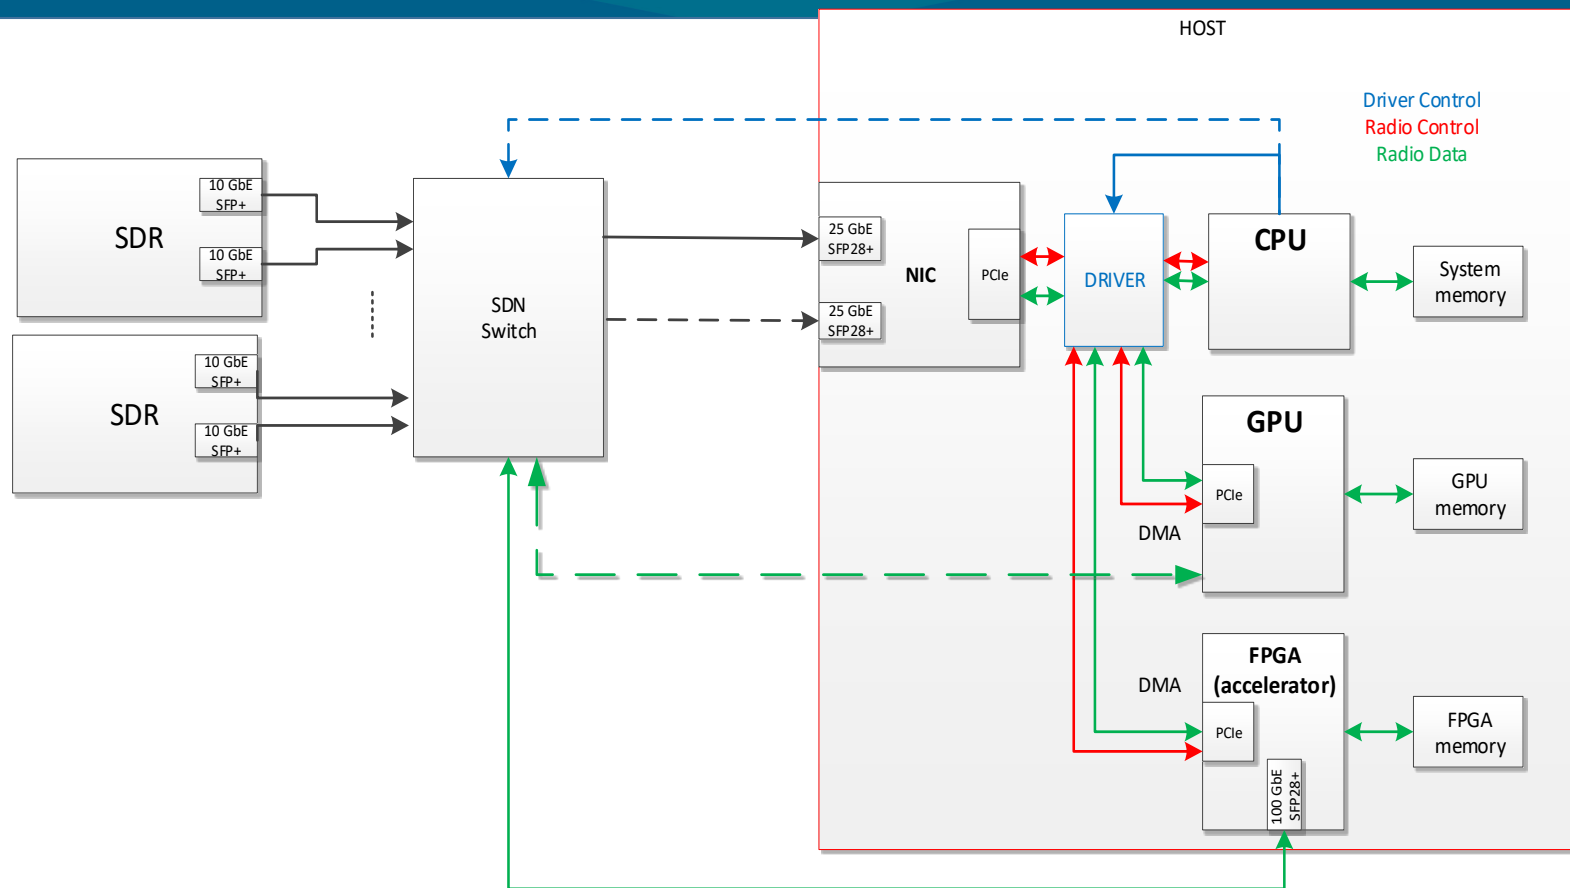 HOST
Driver Control
Radio Control
Radio Data
10 GbE
SFP+
SDR
10 GbE
SFP+
10 GbE
SFP+
SDR
10 GbE
SFP+
SDN
Switch
25 GbE
SFP28+
NIC
PCIe
25 GbE
SFP28+
DRIVER
CPU
System
memory
GPU
PCIe
GPU
memory
DMA
FPGA
(accelerator)
DMA
PCIe
FPGA
memory
100 GbE
SFP28+